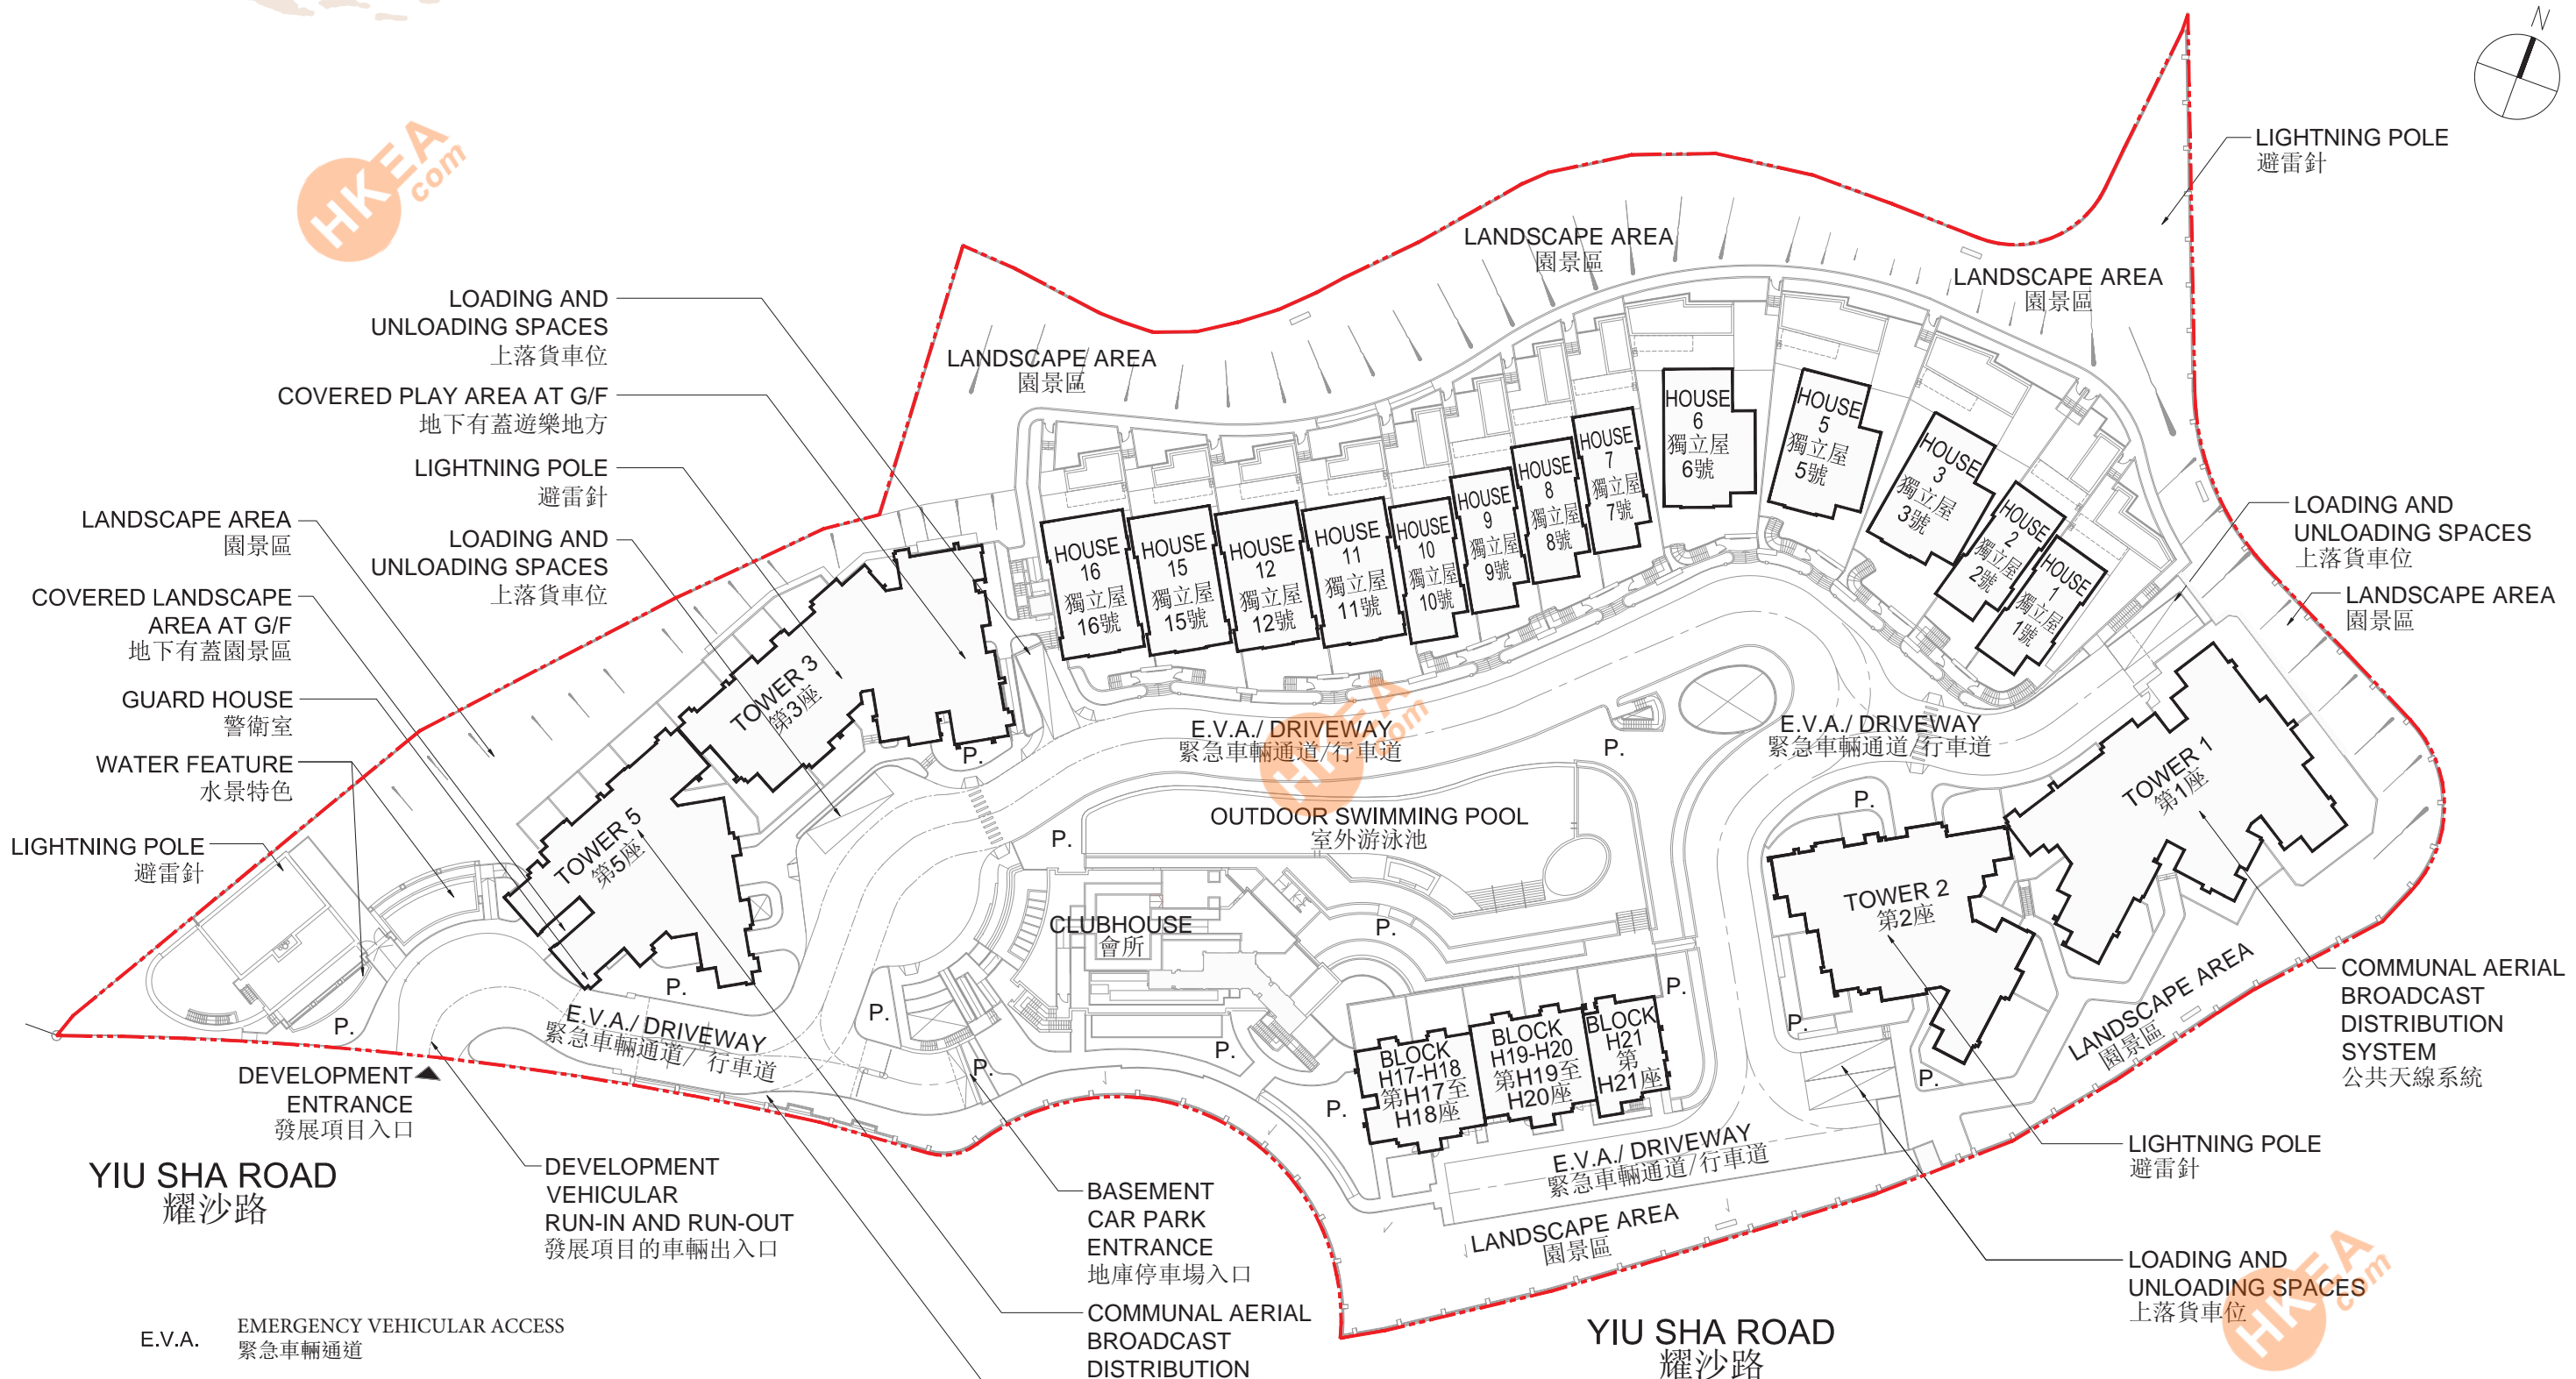 N
LIGHTNING POLE
避雷針
LANDSCAPE AREA
園景區
LANDSCAPE AREA
園景區
LANDSCAPE AREA
園景區
LOADING AND
UNLOADING SPACES
上落貨車位
COVERED PLAY AREA AT G/F
地下有蓋遊樂地方
LIGHTNING POLE
避雷針
LOADING AND
UNLOADING SPACES
上落貨車位
LANDSCAPE AREA
園景區
COVERED LANDSCAPE
AREA AT G/F
地下有蓋園景區
GUARD HOUSE
警衛室
WATER FEATURE
水景特色
LIGHTNING POLE
避雷針
HOUSE
16
獨立屋
16號
HOUSE
15
獨立屋
15號
HOUSE
12
獨立屋
12號
HOUSE
11
獨立屋
11號
HOUSE
10
獨立屋
10號
HOUSE
9
獨立屋
9號
HOUSE
8
獨立屋
8號
HOUSE
7
獨立屋
7號
HOUSE
6
獨立屋
6號
HOUSE
5
獨立屋
5號
HOUSE
3
獨立屋
3號
HOUSE
2
獨立屋
2號
HOUSE
1
獨立屋
1號
LOADING AND
UNLOADING SPACES
上落貨車位
LANDSCAPE AREA
園景區
TOWER 3
第3座
TOWER 5
第5座
TOWER 1
第1座
TOWER 2
第2座
E.V.A./ DRIVEWAY
緊急車輛通道/行車道
E.V.A./ DRIVEWAY
緊急車輛通道/行車道
P.
P.
P.
P.
OUTDOOR SWIMMING POOL
室外游泳池
CLUBHOUSE
會所
P.
P.
P.
P.
P.
P.
P.
P.
P.
P.
E.V.A./ DRIVEWAY
緊急車輛通道/ 行車道
BLOCK
H17-H18
第H17至
H18座
BLOCK
H19-H20
第H19至
H20座
BLOCK
H21
第
H21座
E.V.A./ DRIVEWAY
緊急車輛通道/行車道
LANDSCAPE AREA
園景區
LANDSCAPE AREA
園景區
COMMUNAL AERIAL
BROADCAST
DISTRIBUTION
SYSTEM
公共天線系統
LIGHTNING POLE
避雷針
LOADING AND
UNLOADING SPACES
上落貨車位
DEVELOPMENT
ENTRANCE
發展項目入口
YIU SHA ROAD
耀沙路
DEVELOPMENT
VEHICULAR
RUN-IN AND RUN-OUT
發展項目的車輛出入口
BASEMENT
CAR PARK
ENTRANCE
地庫停車場入口
COMMUNAL AERIAL
BROADCAST
DISTRIBUTION
YIU SHA ROAD
耀沙路
E.V.A.
EMERGENCY VEHICULAR ACCESS
緊急車輛通道
HKEA
com
HKEA
com
HKEA
com